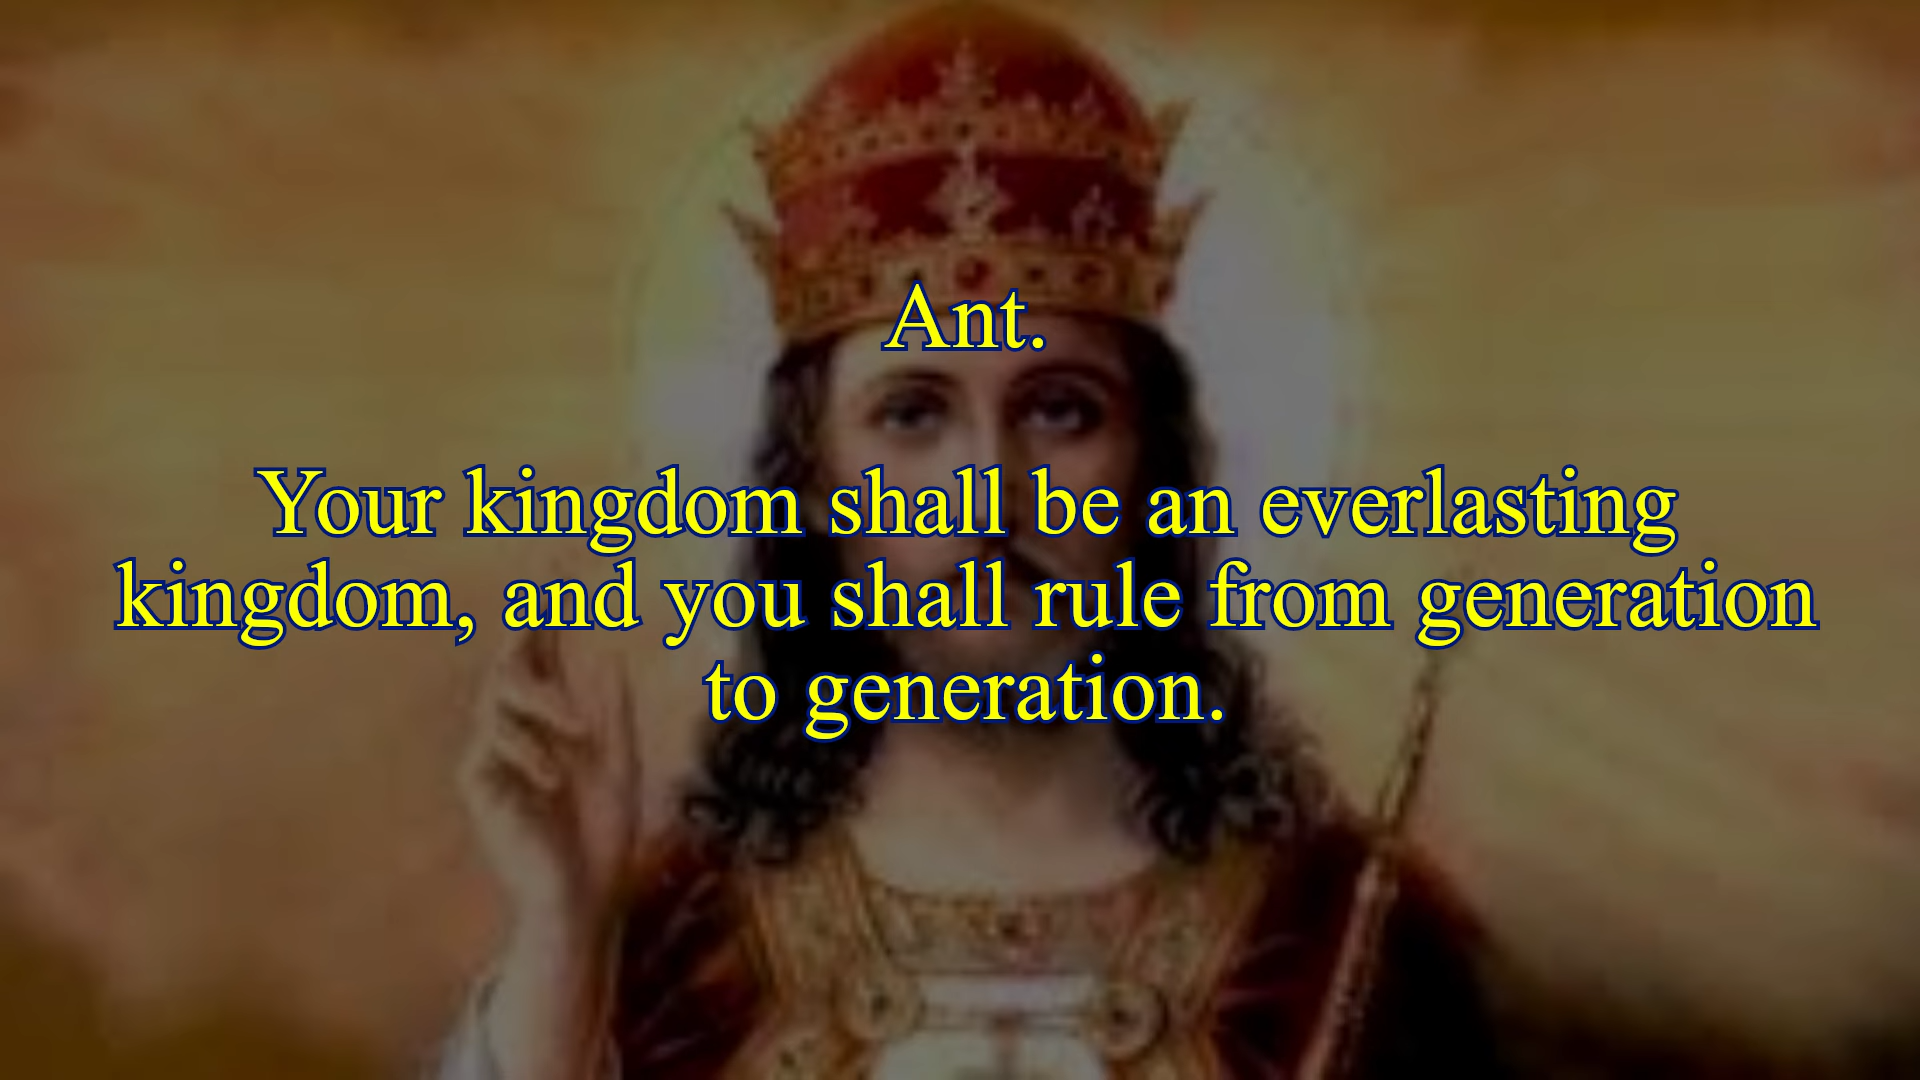 Ant.
Your kingdom shall be an everlasting
kingdom, and you shall rule from generation
to generation.